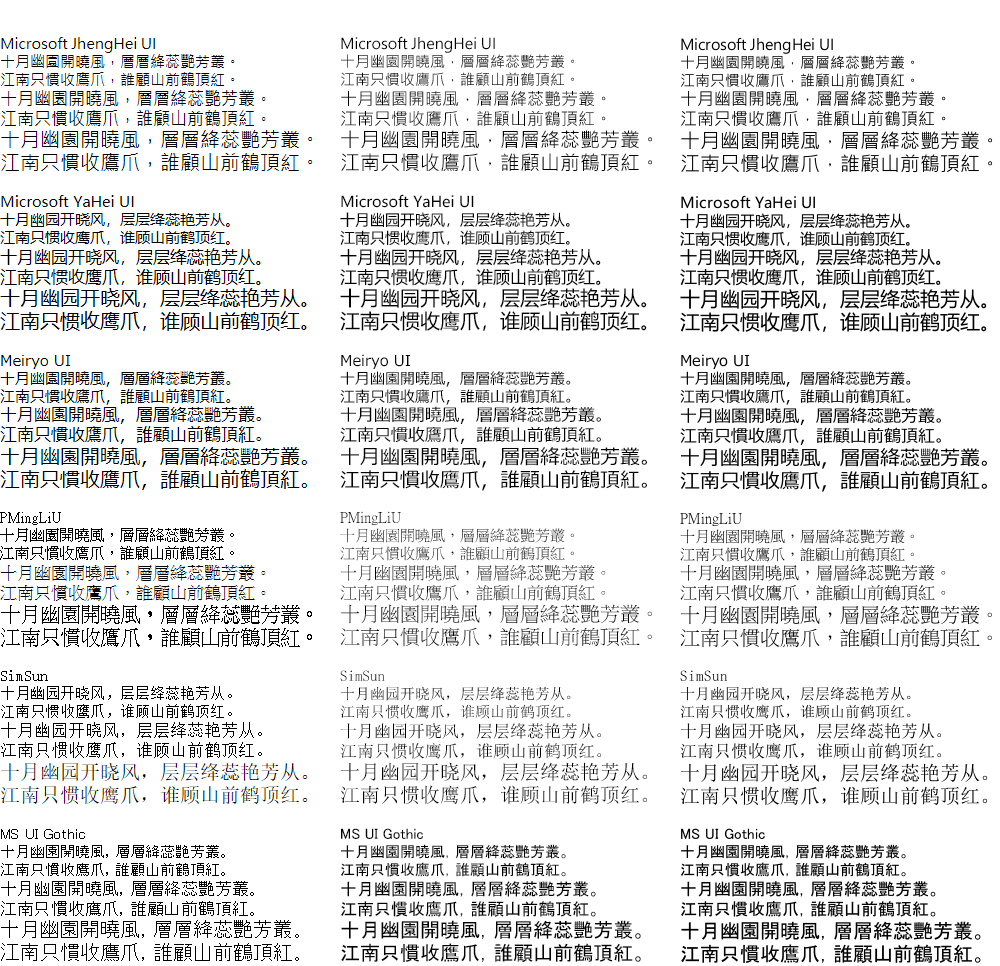 Microsoft JhengHei UI
十月幽園開曉風，層層絳蕊艷芳叢。
江南只慣收鷹爪，誰顧山前鶴頂紅。
十月幽園開曉風，層層絳蕊艷芳叢。
江南只慣收鷹爪，誰顧山前鶴頂紅。
十月幽園開曉風，層層絳蕊艷芳叢。
江南只慣收鷹爪，誰顧山前鶴頂紅。
Microsoft YaHei UI
十月幽园开晓风，层层绛蕊艳芳从。
江南只惯收鹰爪，谁顾山前鹤顶红。
十月幽园开晓风，层层绛蕊艳芳从。
江南只惯收鹰爪，谁顾山前鹤顶红。
十月幽园开晓风，层层绛蕊艳芳从。
江南只惯收鹰爪，谁顾山前鹤顶红。
Meiryo UI
十月幽園開曉風，層層絳蕊艷芳叢。
江南只慣收鷹爪，誰顧山前鶴頂紅。
十月幽園開曉風，層層絳蕊艷芳叢。
江南只慣收鷹爪，誰顧山前鶴頂紅。
十月幽園開曉風，層層絳蕊艷芳叢。
江南只慣收鷹爪，誰顧山前鶴頂紅。
PMingLiU
十月幽園開曉風，層層絳蕊艷芳叢。
江南只慣收鷹爪，誰顧山前鶴頂紅。
十月幽園開曉風，層層絳蕊艷芳叢。
江南只慣收鷹爪，誰顧山前鶴頂紅。
十月幽園開曉風，層層絳蕊艷芳叢。
江南只慣收鷹爪，誰顧山前鶴頂紅。
SimSun
十月幽园开晓风，层层绛蕊艳芳从。
江南只惯收鹰爪，谁顾山前鹤顶红。
十月幽园开晓风，层层绛蕊艳芳从。
江南只惯收鹰爪，谁顾山前鹤顶红。
十月幽园开晓风，层层绛蕊艳芳从。
江南只惯收鹰爪，谁顾山前鹤顶红。
MS UI Gothic
十月幽園開曉風，層層絳蕊艷芳叢。
江南只慣收鷹爪，誰顧山前鶴頂紅。
十月幽園開曉風，層層絳蕊艷芳叢。
江南只慣收鷹爪，誰顧山前鶴頂紅。
十月幽園開曉風，層層絳蕊艷芳叢。
江南只慣收鷹爪，誰顧山前鶴頂紅。
Microsoft JhengHei UI
十月幽園開曉風，層層絳蕊艷芳叢。
江南只慣收鷹爪，誰顧山前鶴頂紅。
十月幽園開曉風，層層絳蕊艷芳叢。
江南只慣收鷹爪，誰顧山前鶴頂紅。
十月幽園開曉風，層層絳蕊艷芳叢。
江南只慣收鷹爪，誰顧山前鶴頂紅。
Microsoft YaHei UI
十月幽园开晓风，层层绛蕊艳芳从。
江南只惯收鹰爪，谁顾山前鹤顶红。
十月幽园开晓风，层层绛蕊艳芳从。
江南只惯收鹰爪，谁顾山前鹤顶红。
十月幽园开晓风，层层绛蕊艳芳从。
江南只惯收鹰爪，谁顾山前鹤顶红。
Meiryo UI
十月幽園開曉風，層層絳蕊艷芳叢。
江南只慣收鷹爪，誰顧山前鶴頂紅。
十月幽園開曉風，層層絳蕊艷芳叢。
江南只慣收鷹爪，誰顧山前鶴頂紅。
十月幽園開曉風，層層絳蕊艷芳叢。
江南只慣收鷹爪，誰顧山前鶴頂紅。
PMingLiU
十月幽園開曉風，層層絳蕊艷芳叢。
江南只慣收鷹爪，誰顧山前鶴頂紅。
十月幽園開曉風，層層絳蕊艷芳叢。
江南只慣收鷹爪，誰顧山前鶴頂紅。
十月幽園開曉風，層層絳蕊艷芳叢。
江南只慣收鷹爪，誰顧山前鶴頂紅。
SimSun
十月幽园开晓风，层层绛蕊艳芳从。
江南只惯收鹰爪，谁顾山前鹤顶红。
十月幽园开晓风，层层绛蕊艳芳从。
江南只惯收鹰爪，谁顾山前鹤顶红。
十月幽园开晓风，层层绛蕊艳芳从。
江南只惯收鹰爪，谁顾山前鹤顶红。
MS UI Gothic
十月幽園開曉風，層層絳蕊艷芳叢。
江南只慣收鷹爪，誰顧山前鶴頂紅。
十月幽園開曉風，層層絳蕊艷芳叢。
江南只慣收鷹爪，誰顧山前鶴頂紅。
十月幽園開曉風，層層絳蕊艷芳叢。
江南只慣收鷹爪，誰顧山前鶴頂紅。
Microsoft JhengHei UI
十月幽園開曉風，層層絳蕊艷芳叢。
江南只慣收鷹爪，誰顧山前鶴頂紅。
十月幽園開曉風，層層絳蕊艷芳叢。
江南只慣收鷹爪，誰顧山前鶴頂紅。
十月幽園開曉風，層層絳蕊艷芳叢。
江南只慣收鷹爪，誰顧山前鶴頂紅。
Microsoft YaHei UI
十月幽园开晓风，层层绛蕊艳芳从。
江南只惯收鹰爪，谁顾山前鹤顶红。
十月幽园开晓风，层层绛蕊艳芳从。
江南只惯收鹰爪，谁顾山前鹤顶红。
十月幽园开晓风，层层绛蕊艳芳从。
江南只惯收鹰爪，谁顾山前鹤顶红。
Meiryo UI
十月幽園開曉風，層層絳蕊艷芳叢。
江南只慣收鷹爪，誰顧山前鶴頂紅。
十月幽園開曉風，層層絳蕊艷芳叢。
江南只慣收鷹爪，誰顧山前鶴頂紅。
十月幽園開曉風，層層絳蕊艷芳叢。
江南只慣收鷹爪，誰顧山前鶴頂紅。
PMingLiU
十月幽園開曉風，層層絳蕊艷芳叢。
江南只慣收鷹爪，誰顧山前鶴頂紅。
十月幽園開曉風，層層絳蕊艷芳叢。
江南只慣收鷹爪，誰顧山前鶴頂紅。
十月幽園開曉風，層層絳蕊艷芳叢。
江南只慣收鷹爪，誰顧山前鶴頂紅。
SimSun
十月幽园开晓风，层层绛蕊艳芳从。
江南只惯收鹰爪，谁顾山前鹤顶红。
十月幽园开晓风，层层绛蕊艳芳从。
江南只惯收鹰爪，谁顾山前鹤顶红。
十月幽园开晓风，层层绛蕊艳芳从。
江南只惯收鹰爪，谁顾山前鹤顶红。
MS UI Gothic
十月幽園開曉風，層層絳蕊艷芳叢。
江南只慣收鷹爪，誰顧山前鶴頂紅。
十月幽園開曉風，層層絳蕊艷芳叢。
江南只慣收鷹爪，誰顧山前鶴頂紅。
十月幽園開曉風，層層絳蕊艷芳叢。
江南只慣收鷹爪，誰顧山前鶴頂紅。